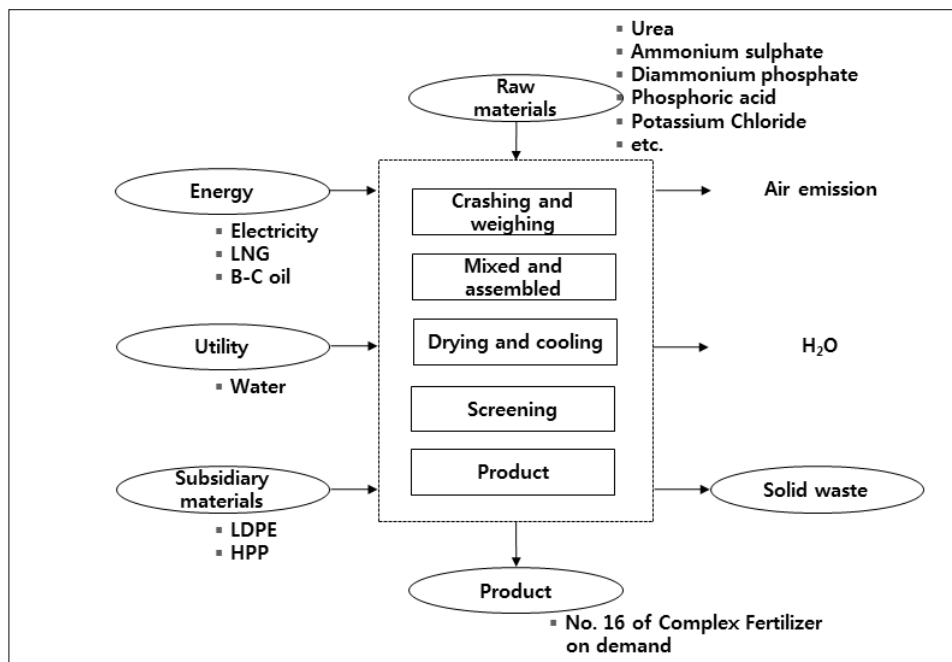 ▪ Urea
▪ Ammonium sulphate
▪ Diammonium phosphate
▪ Phosphoric acid
▪ Potassium Chloride
▪ etc.
Raw
materials
Energy
▪ Electricity
▪ LNG
▪ B-C oil
Crashing and
weighing
Air emission
Mixed and
assembled
Utility
▪ Water
Drying and cooling
H₂O
Screening
Subsidiary
materials
▪ LDPE
▪ HPP
Product
Solid waste
Product
▪ No. 16 of Complex Fertilizer
on demand